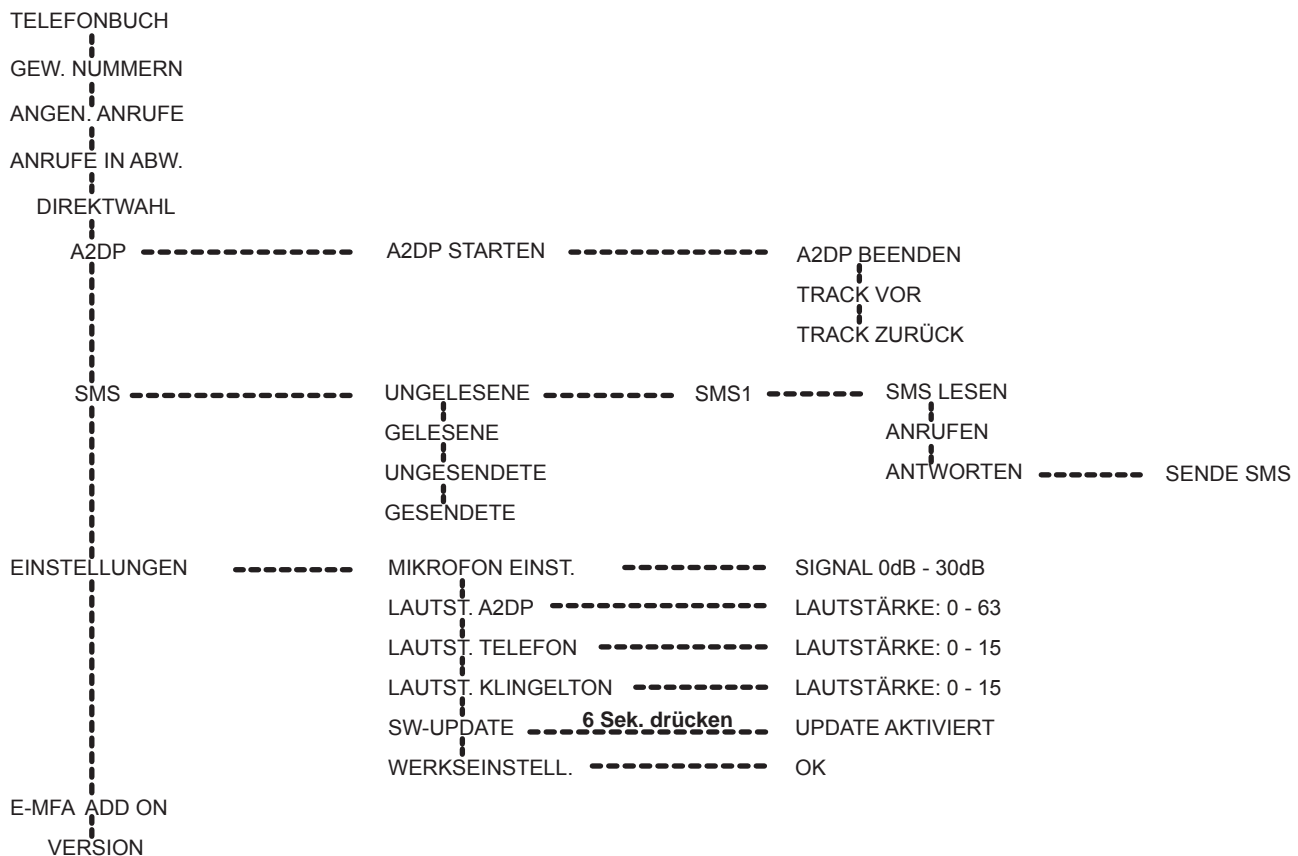 TELEFONBUCH
GEW. NUMMERN
ANGEN. ANRUFE
ANRUFE IN ABW.
DIREKTWAHL
A2DP A2DP STARTEN A2DP BEENDEN
TRACK VOR
TRACK ZURÜCK
SMS UNGELESENE SMS1 SMS LESEN
GELESENE ANRUFEN
UNGESENDETE ANTWORTEN SENDE SMS
GESENDETE
EINSTELLUNGEN MIKROFON EINST. SIGNAL 0dB - 30dB
LAUTST. A2DP LAUTSTÄRKE: 0 - 63
LAUTST. TELEFON LAUTSTÄRKE: 0 - 15
LAUTST. KLINGELTON LAUTSTÄRKE: 0 - 15
SW-UPDATE 6 Sek. drücken UPDATE AKTIVIERT
WERKSEINSTELL. OK
E-MFA ADD ON
VERSION